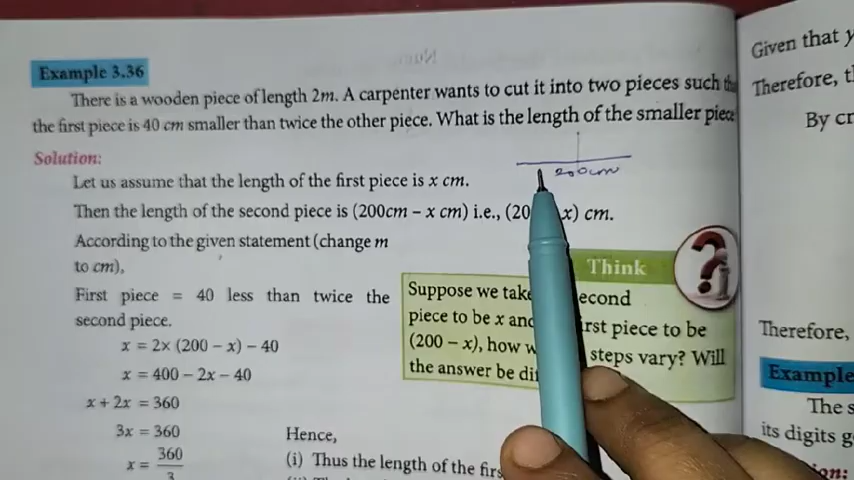 Example 3.36
There is a wooden piece of length 2m. A carpenter wants to cut it into two pieces such
the first piece is 40 cm smaller than twice the other piece. What is the length of the smaller piece
Solution:
200cm
Let us assume that the length of the first piece is x cm.
Then the length of the second piece is (200cm – x cm) i.e., (20 x) cm.
According to the given statement (change m
to cm),
First piece = 40 less than twice the
second piece.
x = 2× (200 – x) – 40
x = 400 – 2x – 40
x + 2x = 360
3x = 360
x = 360
3
Hence,
(i) Thus the length of the
Think
?
Suppose we take econd
piece to be x and rst piece to be
(200 – x), how steps vary? Will
the answer be
Given that y
Therefore,
By
Therefore,
Example
The s
its digits